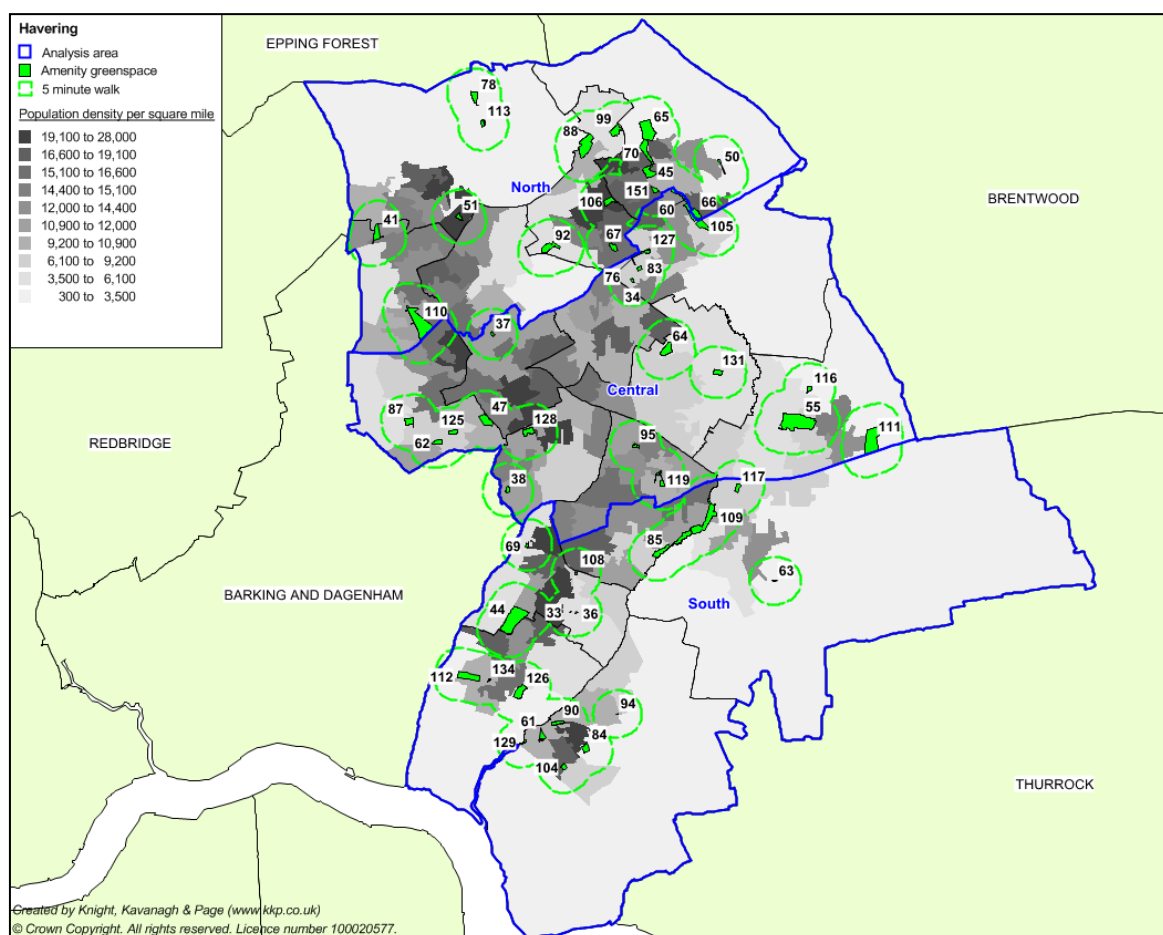 Havering
Analysis area
Amenity greenspace
5 minute walk
Population density per square mile
19,100 to 28,000
16,600 to 19,100
15,100 to 16,600
14,400 to 15,100
12,000 to 14,400
10,900 to 12,000
9,200 to 10,900
6,100 to 9,200
3,500 to 6,100
300 to 3,500
EPPING FOREST
78
113
99
65
88
70
50
45
North
151
106
66
51
60
BRENTWOOD
41
105
92
67
127
83
76
34
110
37
64
131
116
Central
87
47
55
125
128
111
REDBRIDGE
62
95
38
119
117
109
69
85
108
63
BARKING AND DAGENHAM
44
33
36
South
134
112
126
94
61
90
129
84
104
THURROCK
Created by Knight, Kavanagh & Page (www.kkp.co.uk)
© Crown Copyright. All rights reserved. Licence number 100020577.